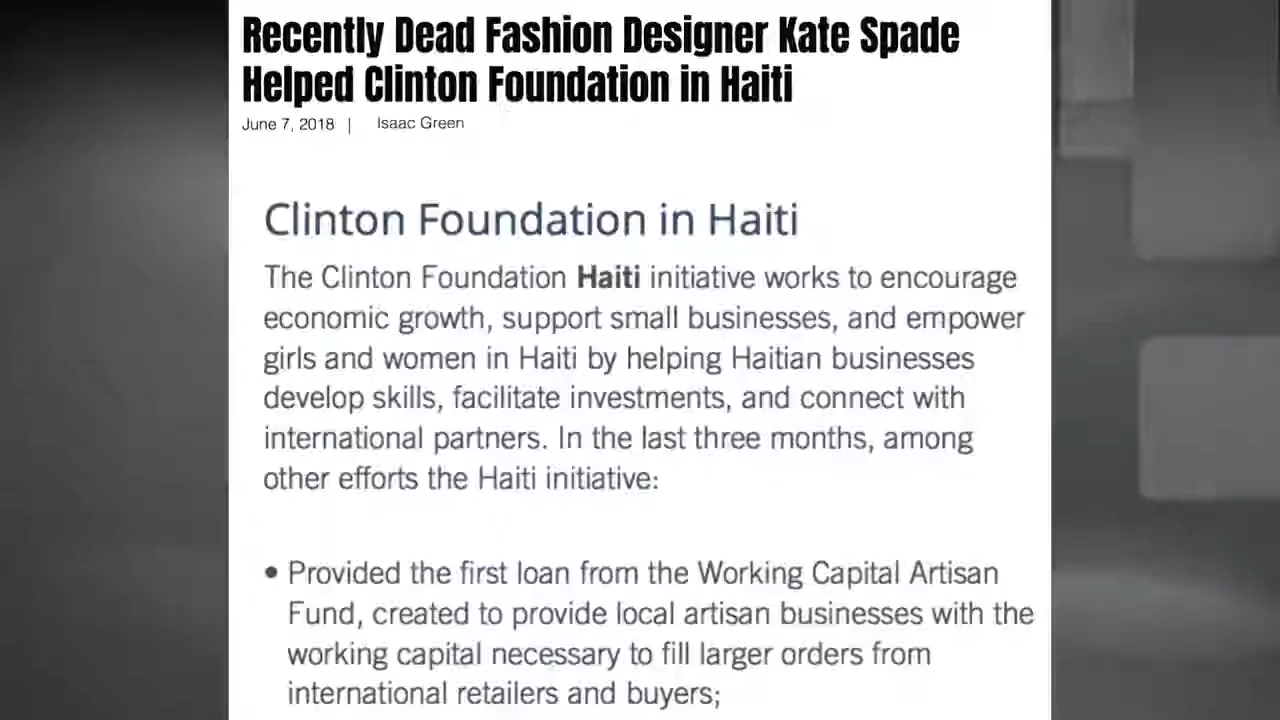 Recently Dead Fashion Designer Kate Spade
Helped Clinton Foundation in Haiti
June 7, 2018 | Isaac Green
Clinton Foundation in Haiti
The Clinton Foundation Haiti initiative works to encourage
economic growth, support small businesses, and empower
girls and women in Haiti by helping Haitian businesses
develop skills, facilitate investments, and connect with
international partners. In the last three months, among
other efforts the Haiti initiative:
• Provided the first loan from the Working Capital Artisan
Fund, created to provide local artisan businesses with the
working capital necessary to fill larger orders from
international retailers and buyers;